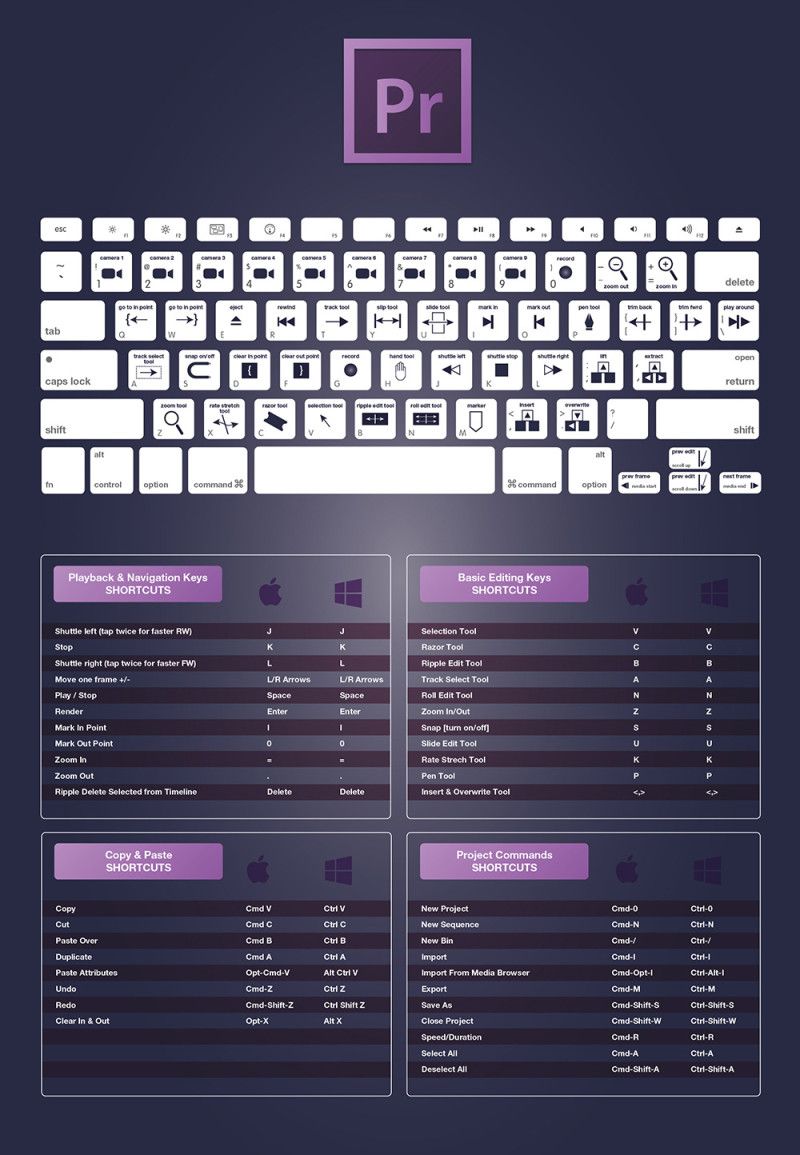 Pr
esc F1 F2 F3 F4 F5 F6 F7 F8 F9 F10 F11 F12
camera 1 camera 2 camera 3 camera 4 camera 5 camera 6 camera 7 camera 8 camera 9 record
~ ! @ # $ % ^ & * ( ) – +
` 1 2 3 4 5 6 7 8 9 0 - zoom out = zoom in delete
go to in point go to in point eject rewind track tool slip tool slide tool mark in mark out pen tool trim back trim fwrd play around
tab Q W E R T Y U I O P { [ } ] | \
track select tool snap on/off clear in point clear out point record hand tool shuttle left shuttle stop shuttle right lift extract open
caps lock A S D F G H J K L : ; " ' return
zoom tool rate stretch tool razor tool selection tool ripple edit tool roll edit tool marker insert overwrite ?
shift Z X C V B N M < , > . / shift
alt alt prev edit
scroll up
fn control option command ⌘ ⌘ command option
prev frame prev edit next frame
media start scroll down media end
Playback & Navigation Keys
SHORTCUTS
Shuttle left (tap twice for faster RW) J J
Stop K K
Shuttle right (tap twice for faster FW) L L
Move one frame +/- L/R Arrows L/R Arrows
Play / Stop Space Space
Render Enter Enter
Mark In Point I I
Mark Out Point 0 0
Zoom In = =
Zoom Out . .
Ripple Delete Selected from Timeline Delete Delete
Basic Editing Keys
SHORTCUTS
Selection Tool V V
Razor Tool C C
Ripple Edit Tool B B
Track Select Tool A A
Roll Edit Tool N N
Zoom In/Out Z Z
Snap [turn on/off] S S
Slide Edit Tool U U
Rate Strech Tool K K
Pen Tool P P
Insert & Overwrite Tool <,> <,>
Copy & Paste
SHORTCUTS
Copy Cmd V Ctrl V
Cut Cmd C Ctrl C
Paste Over Cmd B Ctrl B
Duplicate Cmd A Ctrl A
Paste Attributes Opt-Cmd-V Alt Ctrl V
Undo Cmd-Z Ctrl Z
Redo Cmd-Shift-Z Ctrl Shift Z
Clear In & Out Opt-X Alt X
Project Commands
SHORTCUTS
New Project Cmd-0 Ctrl-0
New Sequence Cmd-N Ctrl-N
New Bin Cmd-/ Ctrl-/
Import Cmd-I Ctrl-I
Import From Media Browser Cmd-Opt-I Ctrl-Alt-I
Export Cmd-M Ctrl-M
Save As Cmd-Shift-S Ctrl-Shift-S
Close Project Cmd-Shift-W Ctrl-Shift-W
Speed/Duration Cmd-R Ctrl-R
Select All Cmd-A Ctrl-A
Deselect All Cmd-Shift-A Ctrl-Shift-A